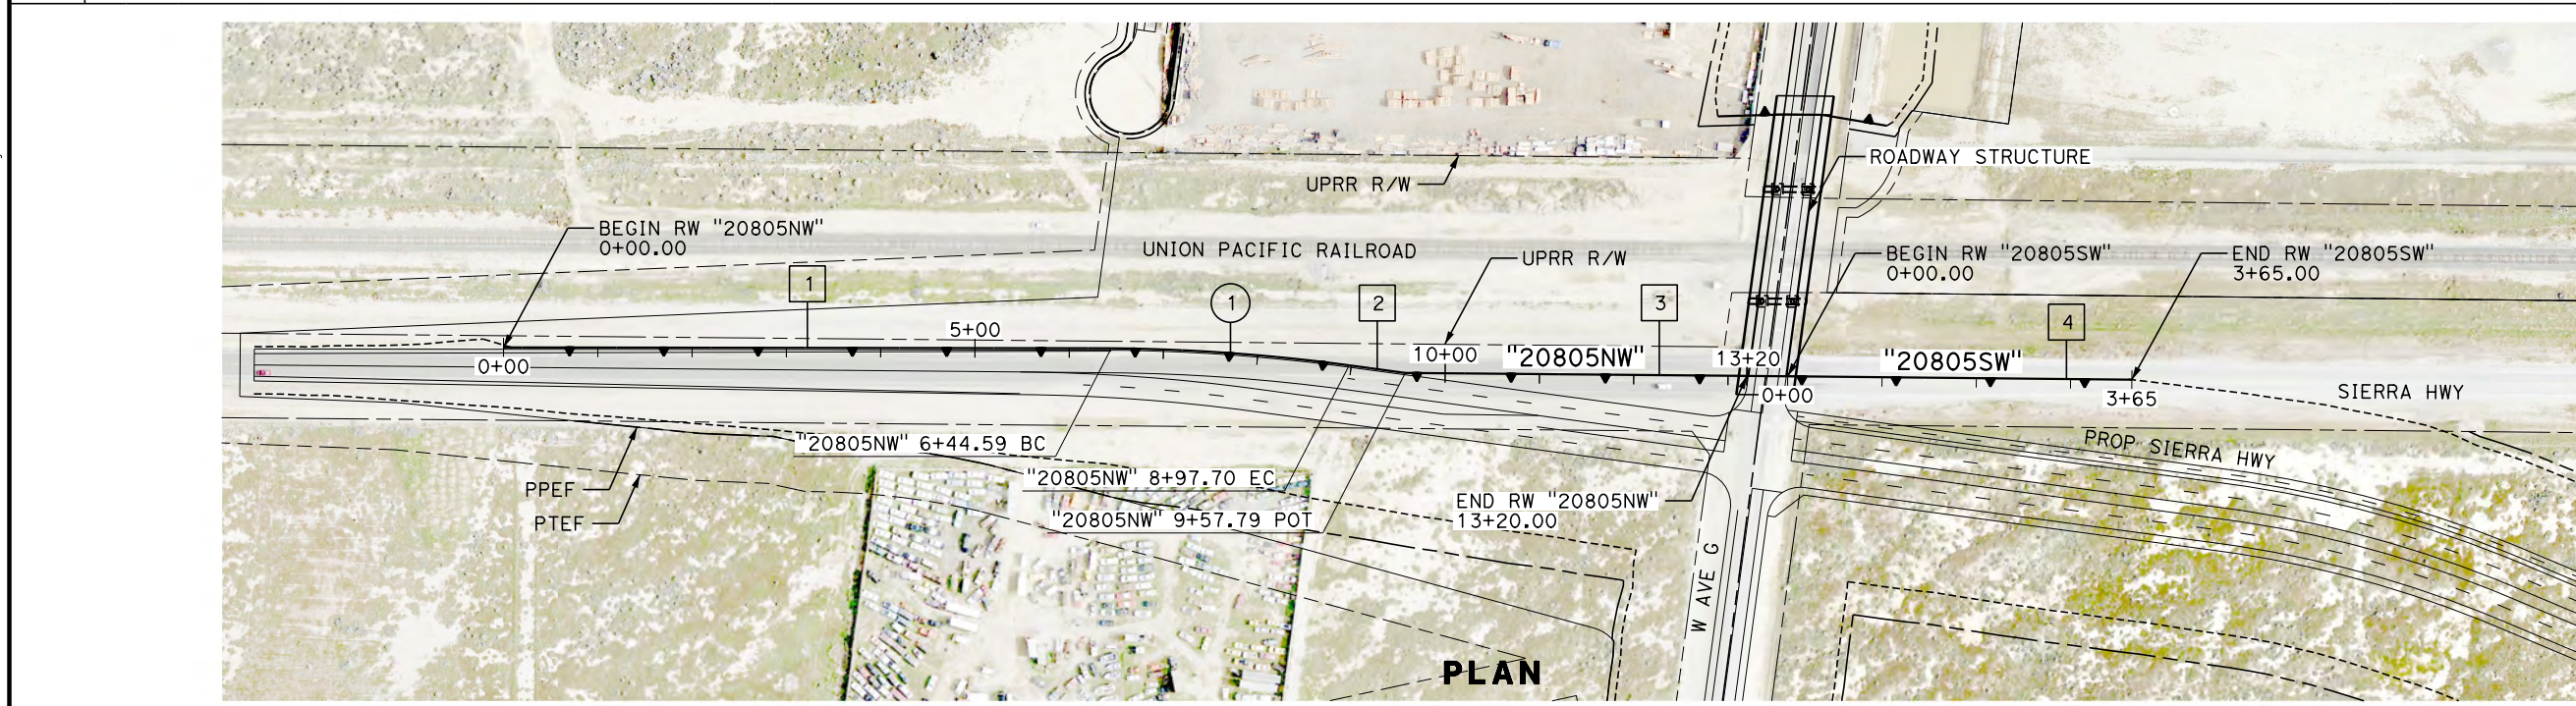 ROADWAY STRUCTURE
UPRR R/W
BEGIN RW "20805NW"
0+00.00
UNION PACIFIC RAILROAD
UPRR R/W
BEGIN RW "20805SW"
0+00.00
END RW "20805SW"
3+65.00
1
1
2
3
4
5+00
0+00
10+00
"20805NW"
13+20
"20805SW"
0+00
3+65
SIERRA HWY
"20805NW" 6+44.59 BC
PROP SIERRA HWY
"20805NW" 8+97.70 EC
PPEF
END RW "20805NW"
13+20.00
PTEF
"20805NW" 9+57.79 POT
W AVE G
PLAN